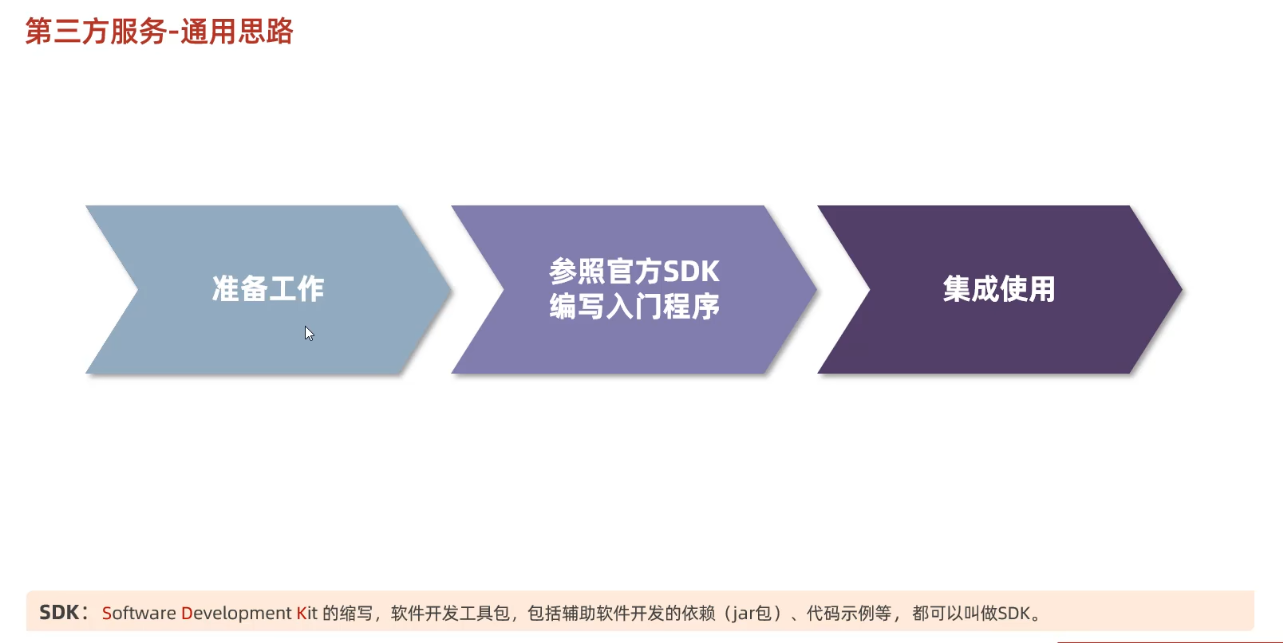 第三方服务-通用思路
准备工作
参照官方SDK
编写入门程序
集成使用
SDK：Software Development Kit 的缩写，软件开发工具包，包括辅助软件开发的依赖（jar包）、代码示例等，都可以叫做SDK。